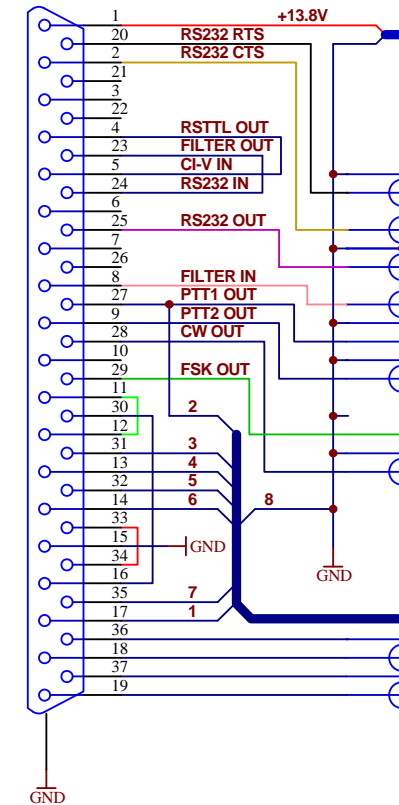 1 +13.8V
20 RS232 RTS
2 RS232 CTS
21
3
22
4 RSTTL OUT
23 FILTER OUT
5 CI-V IN
24 RS232 IN
6
25 RS232 OUT
7
26
8 FILTER IN
27 PTT1 OUT
9 PTT2 OUT
28 CW OUT
10
29 FSK OUT
11
30 2
12
31 3
13 4
32 5
14 6 8
33
15 GND
34
16 GND
35 7
17 1
36
18
37
19
GND